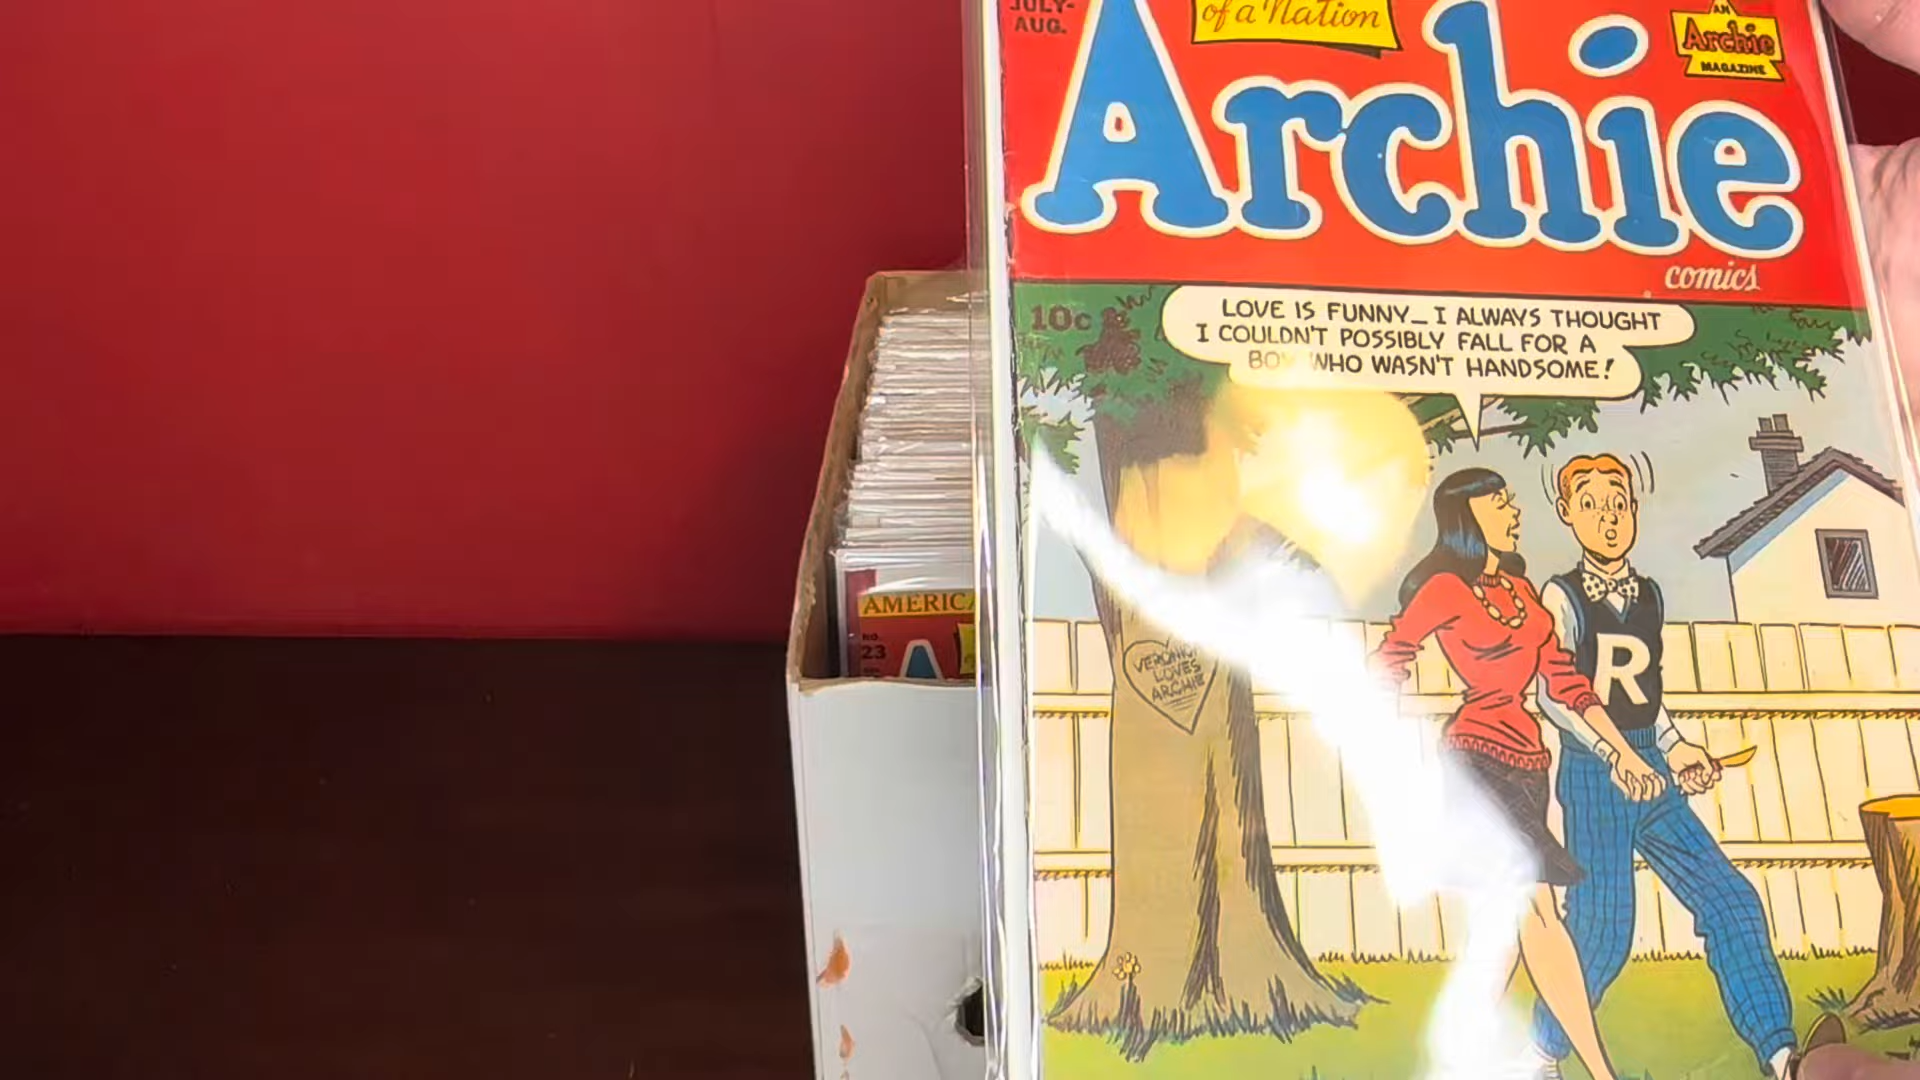 JULY-
AUG.
of a Nation
AN
Archie
MAGAZINE
Archie
comics
10c
LOVE IS FUNNY_ I ALWAYS THOUGHT
I COULDN'T POSSIBLY FALL FOR A
BOY WHO WASN'T HANDSOME!
R
VERONICA
LOVES
ARCHIE
AMERICA
NO.
23
A